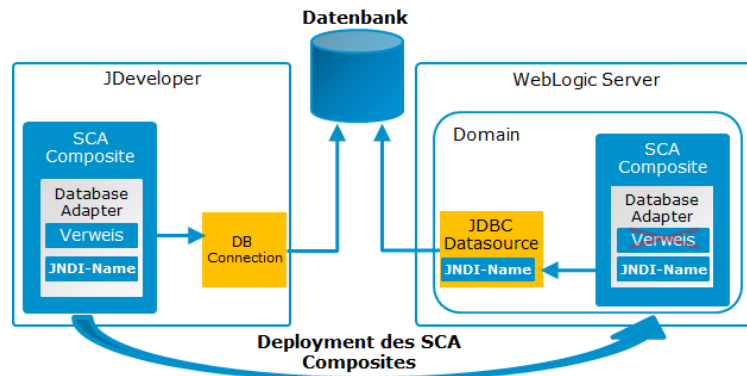 Datenbank
JDeveloper
SCA
Composite
Database
Adapter
Verweis
JNDI-Name
DB
Connection
WebLogic Server
Domain
JDBC
Datasource
JNDI-Name
SCA
Composite
Database
Adapter
Verweis
JNDI-Name
Deployment des SCA
Composites